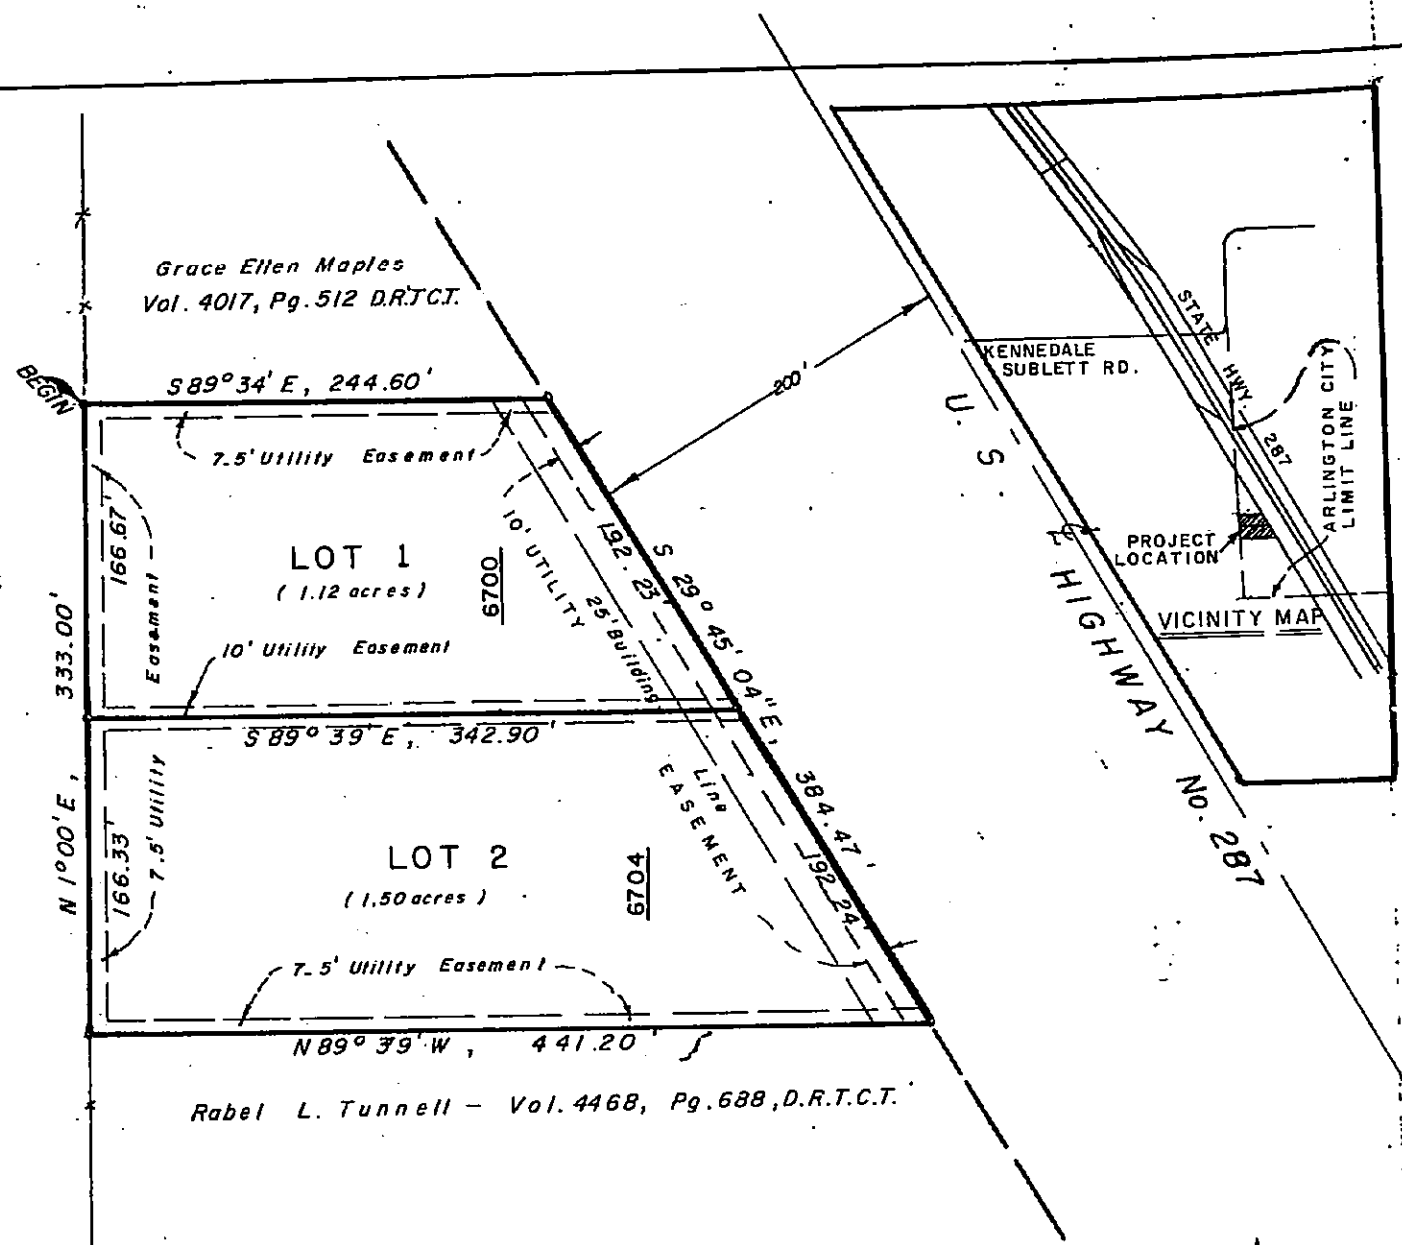 Grace Ellen Maples
Vol. 4017, Pg. 512 D.R.T.C.T.
BEGIN
S 89° 34' E, 244.60'
7.5' Utility Easement
166.67'
Easement
LOT 1
(1.12 acres)
6700
10' UTILITY
25' Building
192.23'
S 29° 45' 04" E,
384.47'
10' Utility Easement
333.00'
N 1° 00' E,
S 89° 39' E, 342.90'
7.5' Utility
166.33'
LOT 2
(1.50 acres)
6704
Line
EASEMENT
192.24'
7.5' Utility Easement
N 89° 39' W, 441.20'
Rabel L. Tunnell – Vol. 4468, Pg. 688, D.R.T.C.T.
200'
U. S. HIGHWAY No. 287
KENNEDALE
SUBLETT RD.
STATE HWY. 287
ARLINGTON CITY
LIMIT LINE
PROJECT
LOCATION
VICINITY MAP